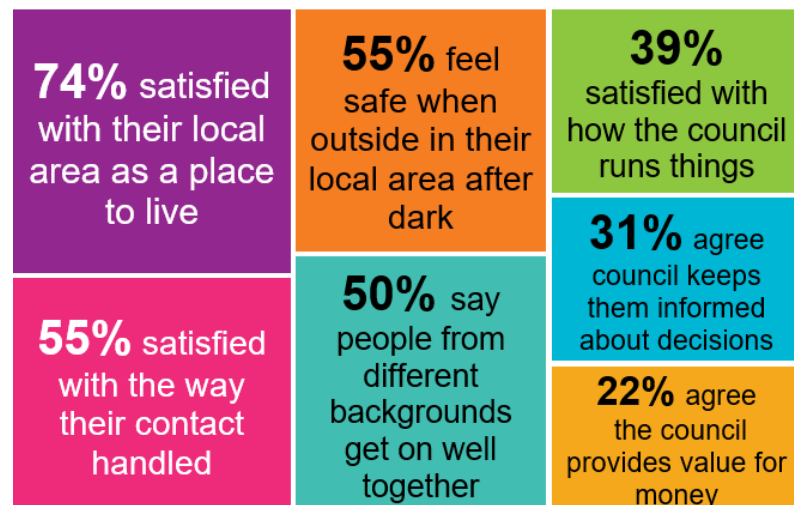 74% satisfied
with their local
area as a place
to live
55% satisfied
with the way
their contact
handled
55% feel
safe when
outside in their
local area after
dark
50% say
people from
different
backgrounds
get on well
together
39%
satisfied with
how the council
runs things
31% agree
council keeps
them informed
about decisions
22% agree
the council
provides value for
money